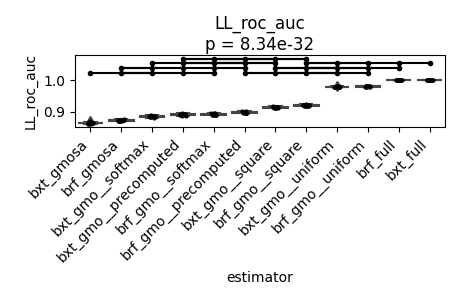 LL_roc_auc
p = 8.34e-32
LL_roc_auc
1.0
0.9
bxt_gmosa
brf_gmosa
bxt_gmo__softmax
bxt_gmo__precomputed
brf_gmo__softmax
brf_gmo__precomputed
bxt_gmo__square
brf_gmo__square
bxt_gmo__uniform
brf_gmo__uniform
brf_full
bxt_full
estimator